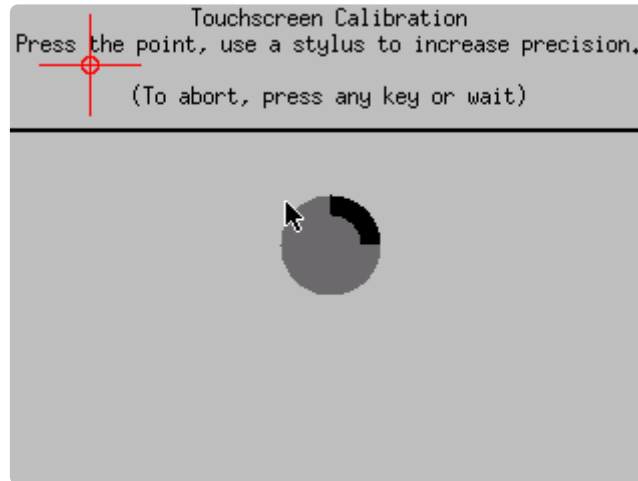 Touchscreen Calibration
Press the point, use a stylus to increase precision.
(To abort, press any key or wait)